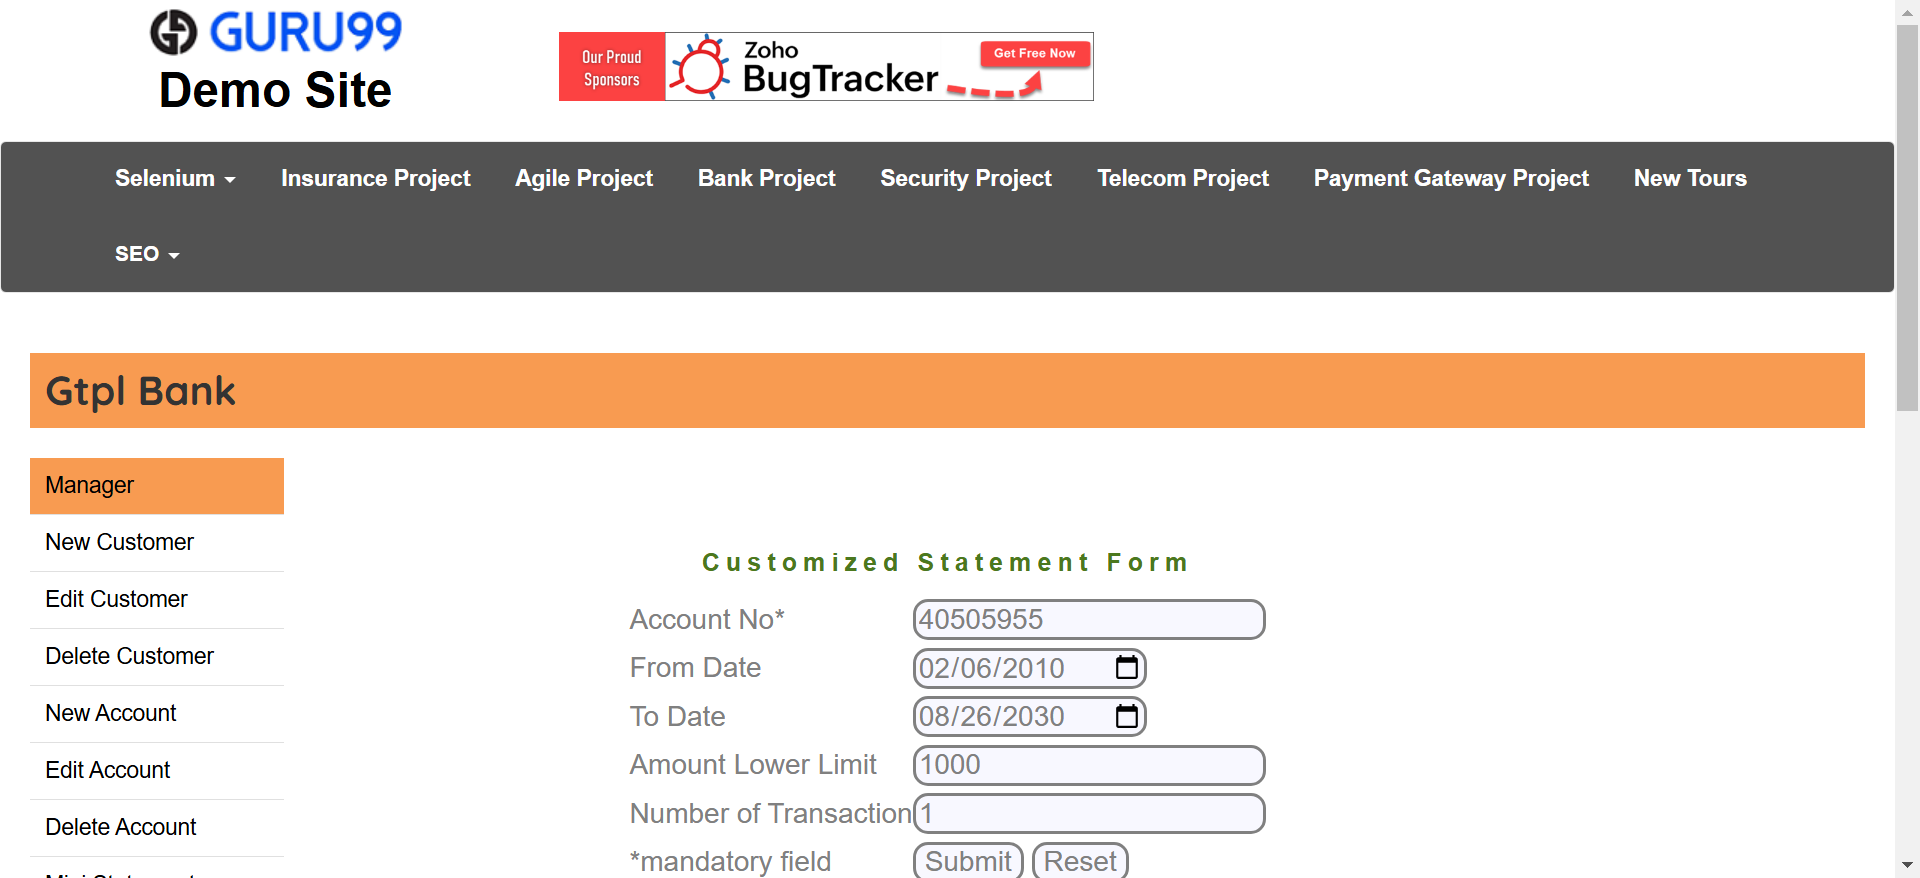 GURU99
Demo Site
Our Proud
Sponsors
Zoho
BugTracker
Get Free Now
Selenium
Insurance Project
Agile Project
Bank Project
Security Project
Telecom Project
Payment Gateway Project
New Tours
SEO
Gtpl Bank
Manager
New Customer
Edit Customer
Delete Customer
New Account
Edit Account
Delete Account
Customized Statement Form
Account No* 40505955
From Date 02/06/2010
To Date 08/26/2030
Amount Lower Limit 1000
Number of Transaction 1
*mandatory field Submit Reset